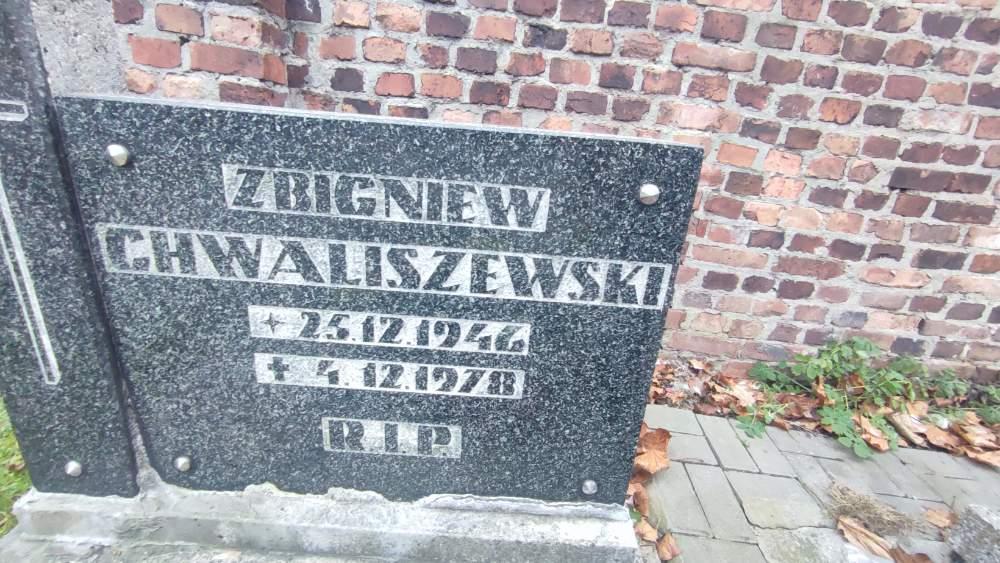 ZBIGNIEW
CHWALISZEWSKI
+ 25.12.1946
✝ 4.12.1978
R.I.P.